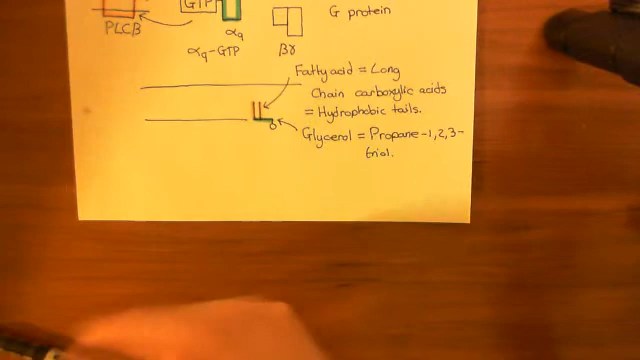 GTP
G protein
PLCβ
αq
αq-GTP
βγ
Fatty acid = Long
Chain carboxylic acids
= Hydrophobic tails.
Glycerol = Propane-1,2,3-
trial.